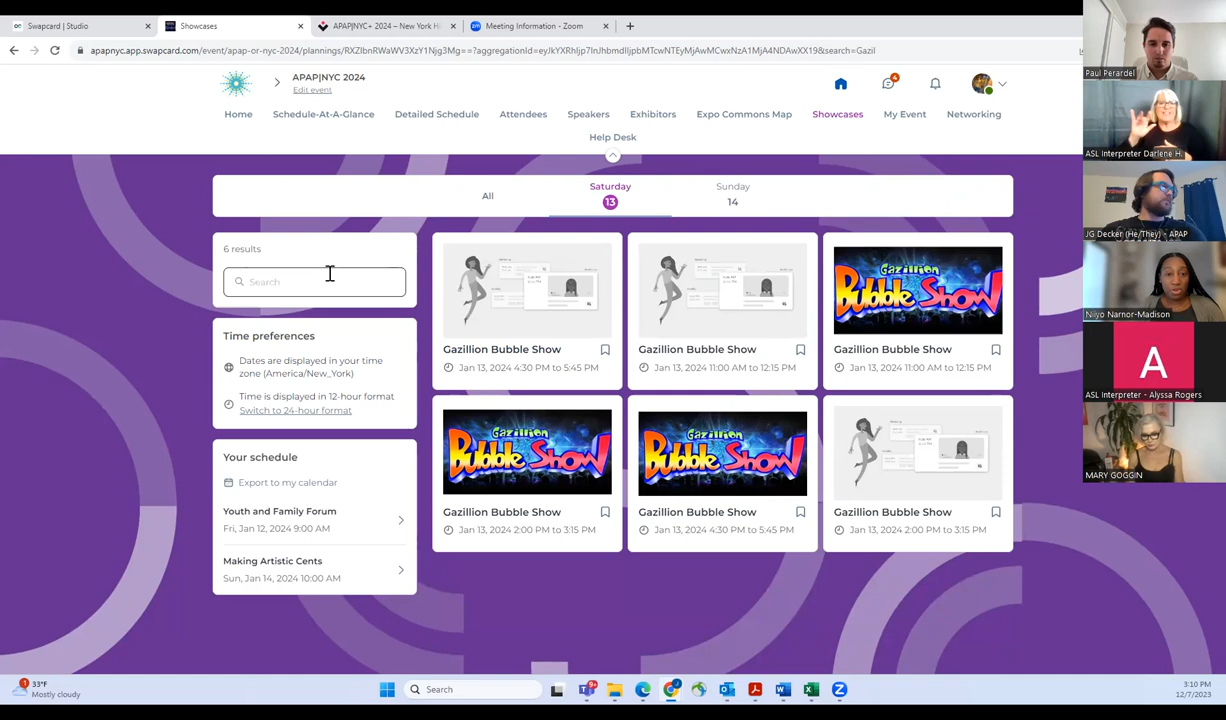 Swapcard | Studio
Showcases
APAP|NYC+ 2024 – New York Hi
Meeting Information - Zoom
apapnyc.app.swapcard.com/event/apap-or-nyc-2024/plannings/RXZlbnRWaWV3XzY1Njg3Mg==?aggregationId=eyJkYXRhIjp7InJhbmdlIjpbMTcwNTEyMjAwMCwxNzA1MjA4NDAwXX19&search=Gazil
APAP|NYC 2024
Edit event
4
Home
Schedule-At-A-Glance
Detailed Schedule
Attendees
Speakers
Exhibitors
Expo Commons Map
Showcases
My Event
Networking
Help Desk
All
Saturday
13
Sunday
14
6 results
Search
Time preferences
Dates are displayed in your time
zone (America/New_York)
Time is displayed in 12-hour format
Switch to 24-hour format
Your schedule
Export to my calendar
Youth and Family Forum
Fri, Jan 12, 2024 9:00 AM
Making Artistic Cents
Sun, Jan 14, 2024 10:00 AM
Gazillion Bubble Show
Jan 13, 2024 4:30 PM to 5:45 PM
Gazillion Bubble Show
Jan 13, 2024 11:00 AM to 12:15 PM
Gazillion
Bubble Show
Gazillion Bubble Show
Jan 13, 2024 11:00 AM to 12:15 PM
Gazillion
Bubble Show
Gazillion Bubble Show
Jan 13, 2024 2:00 PM to 3:15 PM
Gazillion
Bubble Show
Gazillion Bubble Show
Jan 13, 2024 4:30 PM to 5:45 PM
Gazillion Bubble Show
Jan 13, 2024 2:00 PM to 3:15 PM
Paul Perardel
ASL Interpreter Darlene H.
JG Decker (He/They) - APAP
Niiyo Narnor-Madison
A
ASL Interpreter - Alyssa Rogers
MARY GOGGIN
1
33°F
Mostly cloudy
Search
9+
3:10 PM
12/7/2023